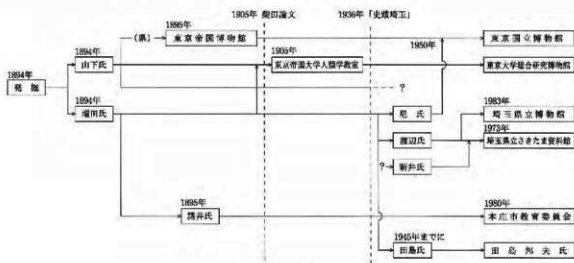 1905年 柴田論文
1936年「史蹟埼玉」
1895年
(県)
東京帝国博物館
1950年
東京国立博物館
1894年
山下氏
1905年
東京帝国大学人類学教室
東京大学総合研究博物館
1894年
発掘
?
1894年
増田氏
尼氏
1983年
埼玉県立博物館
渡辺氏
1973年
埼玉県立さきたま資料館
?
新井氏
1895年
諸井氏
1980年
本庄市教育委員会
1945年までに
田島氏
田島邦夫氏